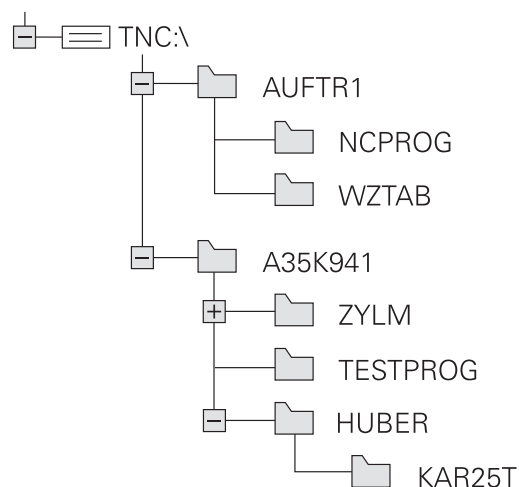 TNC:\
AUFTR1
NCPROG
WZTAB
A35K941
ZYLM
TESTPROG
HUBER
KAR25T